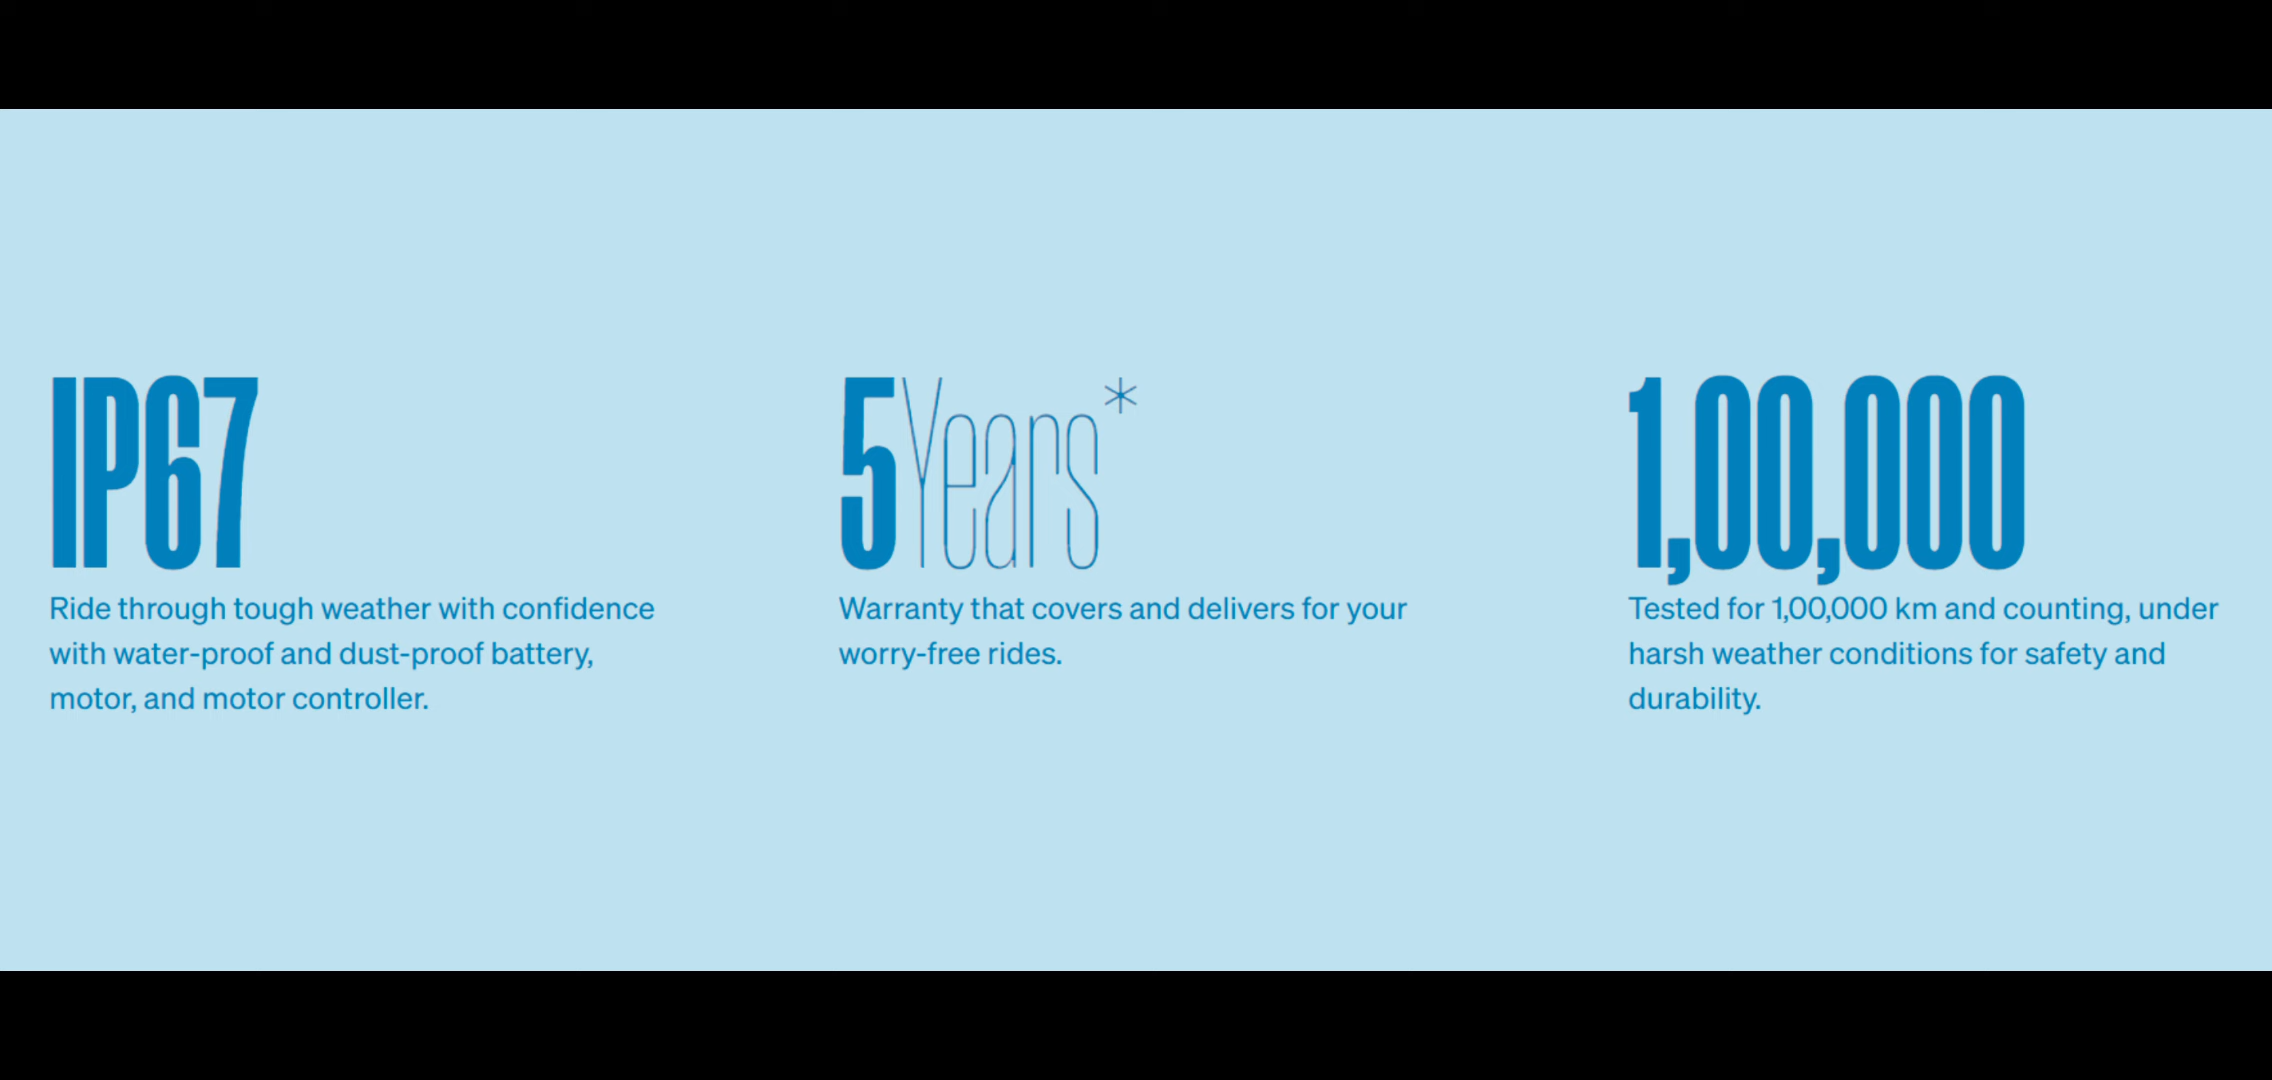 IP67
Ride through tough weather with confidence
with water-proof and dust-proof battery,
motor, and motor controller.
5Years*
Warranty that covers and delivers for your
worry-free rides.
1,00,000
Tested for 1,00,000 km and counting, under
harsh weather conditions for safety and
durability.